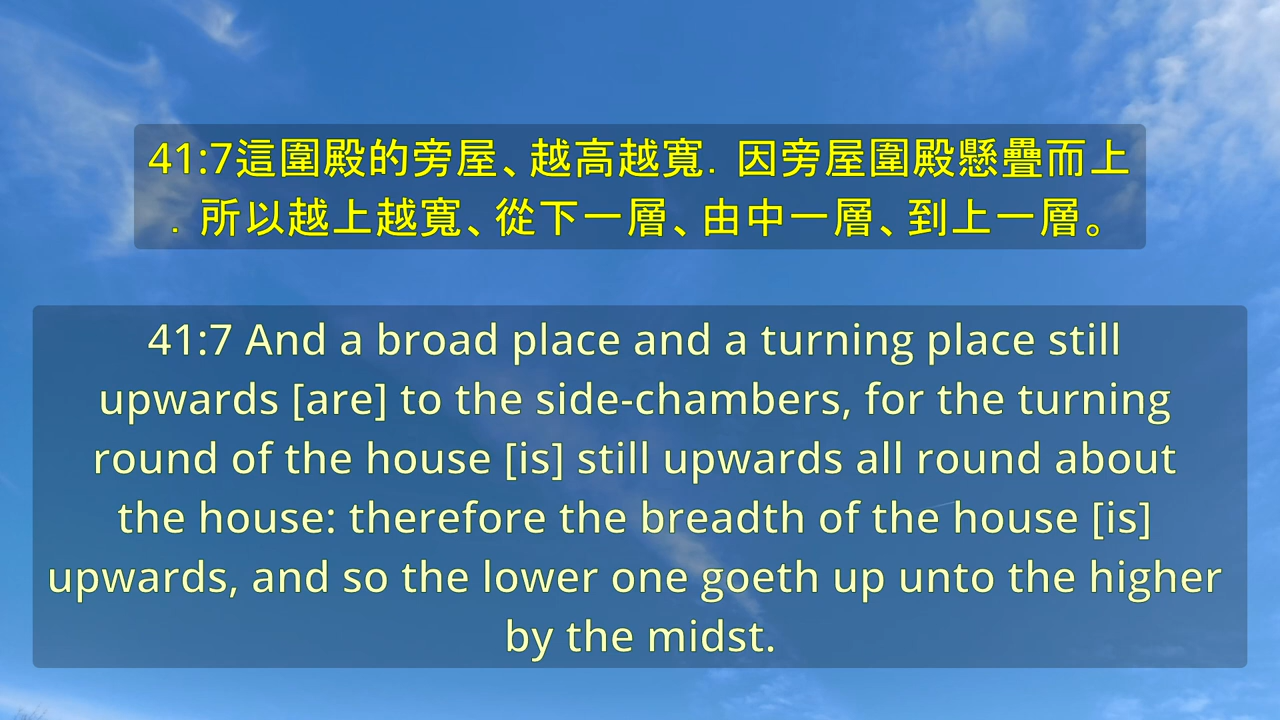 41:7這圍殿的旁屋、越高越寬．因旁屋圍殿懸疊而上
．所以越上越寬、從下一層、由中一層、到上一層。
41:7 And a broad place and a turning place still
upwards [are] to the side-chambers, for the turning
round of the house [is] still upwards all round about
the house: therefore the breadth of the house [is]
upwards, and so the lower one goeth up unto the higher
by the midst.